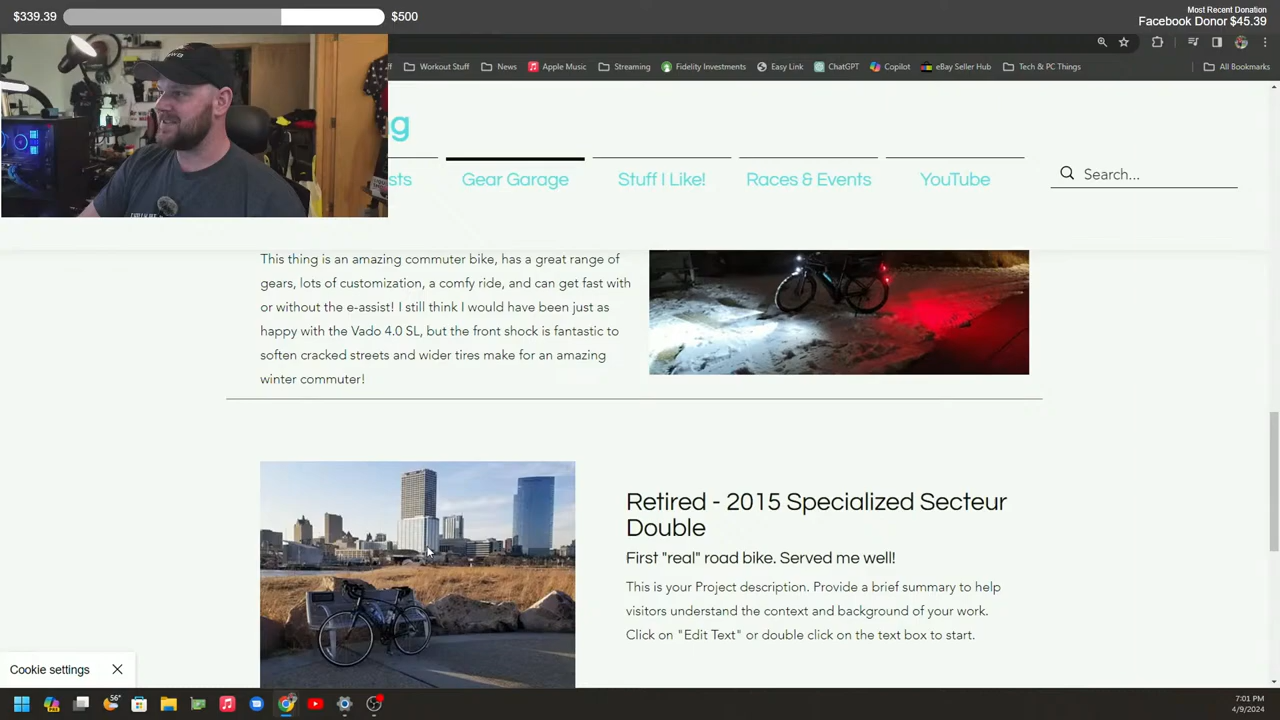 $339.39
$500
Most Recent Donation
Facebook Donor $45.39
Workout Stuff
News
Apple Music
Streaming
Fidelity Investments
Easy Link
ChatGPT
Copilot
eBay Seller Hub
Tech & PC Things
All Bookmarks
g
sts
Gear Garage
Stuff I Like!
Races & Events
YouTube
Search...
This thing is an amazing commuter bike, has a great range of
gears, lots of customization, a comfy ride, and can get fast with
or without the e-assist! I still think I would have been just as
happy with the Vado 4.0 SL, but the front shock is fantastic to
soften cracked streets and wider tires make for an amazing
winter commuter!
Retired - 2015 Specialized Secteur
Double
First "real" road bike. Served me well!
This is your Project description. Provide a brief summary to help
visitors understand the context and background of your work.
Click on "Edit Text" or double click on the text box to start.
Cookie settings
56°
7:01 PM
4/9/2024